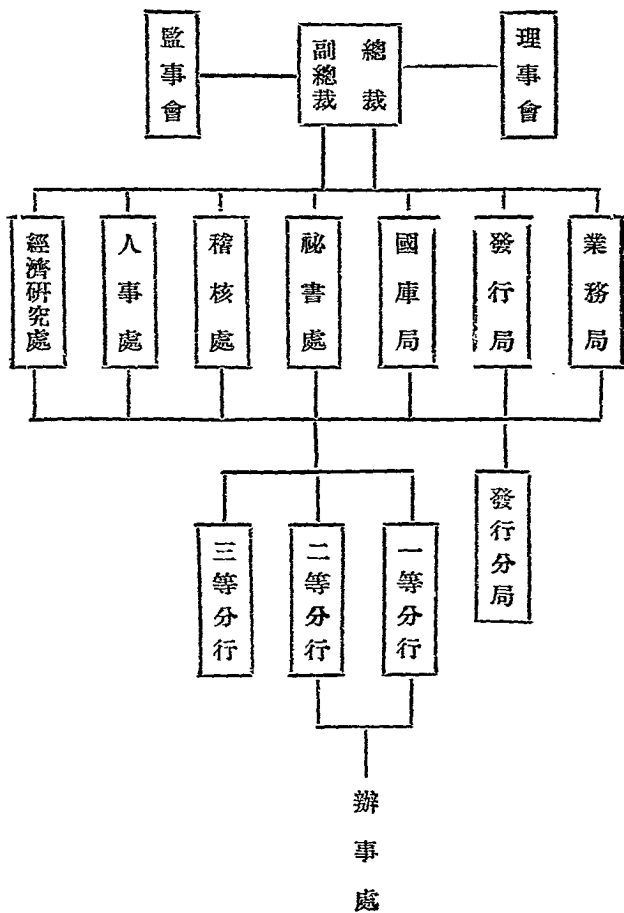 理事會
總裁
副總裁
監事會
業務局
發行局
國庫局
祕書處
稽核處
人事處
經濟研究處
發行分局
一等分行
二等分行
三等分行
辦事處